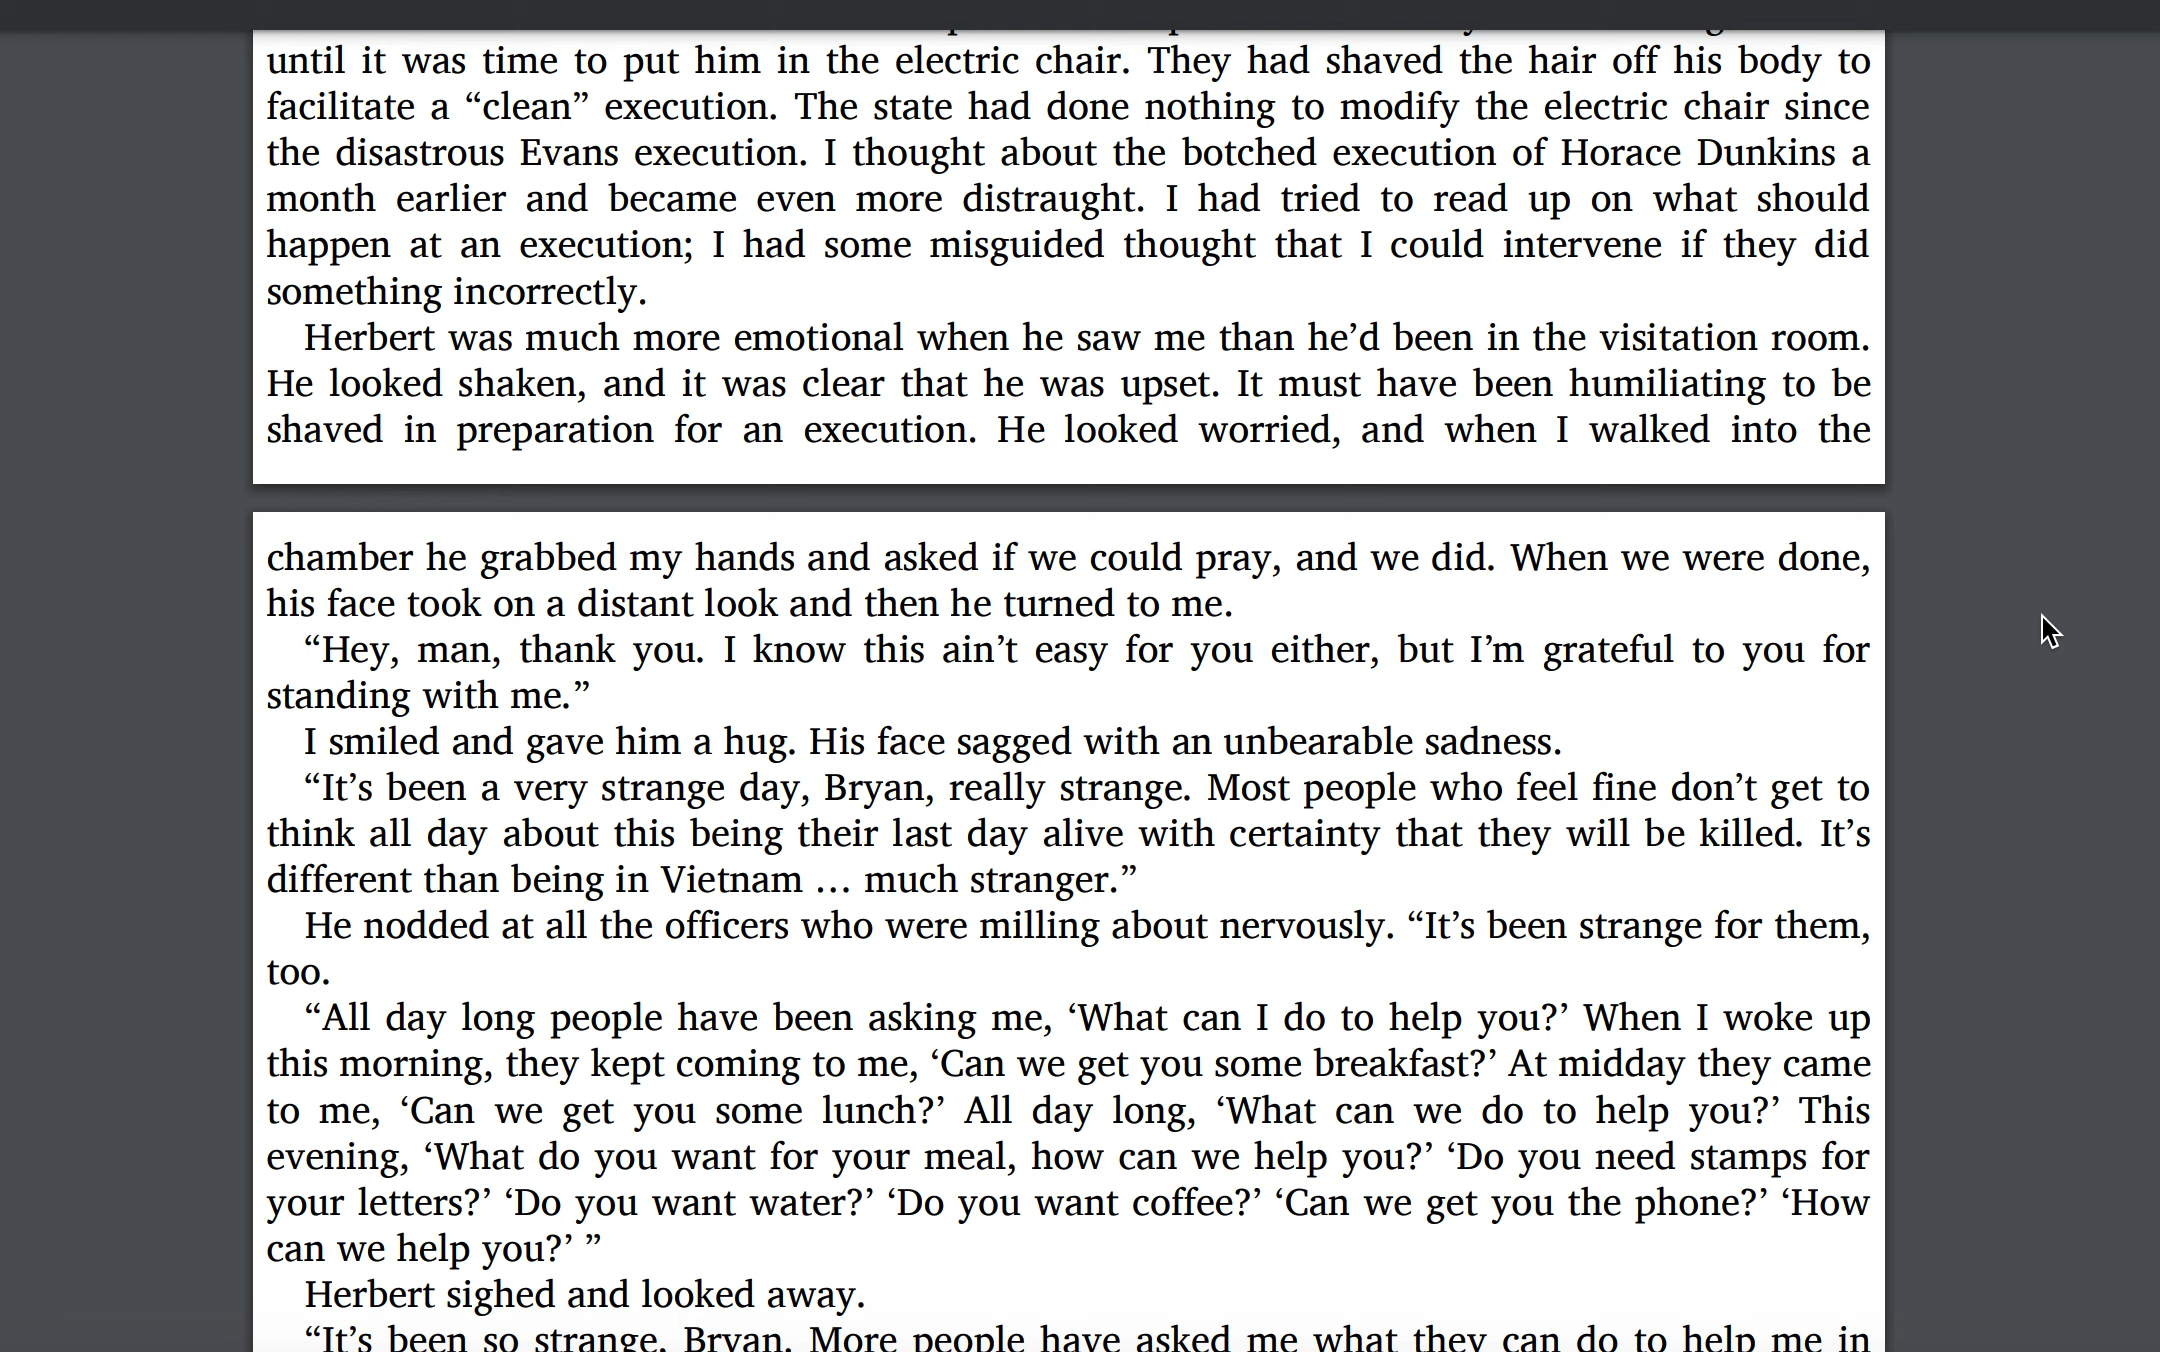 until it was time to put him in the electric chair. They had shaved the hair off his body to
facilitate a “clean” execution. The state had done nothing to modify the electric chair since
the disastrous Evans execution. I thought about the botched execution of Horace Dunkins a
month earlier and became even more distraught. I had tried to read up on what should
happen at an execution; I had some misguided thought that I could intervene if they did
something incorrectly.
Herbert was much more emotional when he saw me than he’d been in the visitation room.
He looked shaken, and it was clear that he was upset. It must have been humiliating to be
shaved in preparation for an execution. He looked worried, and when I walked into the
chamber he grabbed my hands and asked if we could pray, and we did. When we were done,
his face took on a distant look and then he turned to me.
“Hey, man, thank you. I know this ain’t easy for you either, but I’m grateful to you for
standing with me.”
I smiled and gave him a hug. His face sagged with an unbearable sadness.
“It’s been a very strange day, Bryan, really strange. Most people who feel fine don’t get to
think all day about this being their last day alive with certainty that they will be killed. It’s
different than being in Vietnam … much stranger.”
He nodded at all the officers who were milling about nervously. “It’s been strange for them,
too.
“All day long people have been asking me, ‘What can I do to help you?’ When I woke up
this morning, they kept coming to me, ‘Can we get you some breakfast?’ At midday they came
to me, ‘Can we get you some lunch?’ All day long, ‘What can we do to help you?’ This
evening, ‘What do you want for your meal, how can we help you?’ ‘Do you need stamps for
your letters?’ ‘Do you want water?’ ‘Do you want coffee?’ ‘Can we get you the phone?’ ‘How
can we help you?’ ”
Herbert sighed and looked away.
“It’s been so strange, Bryan. More people have asked me what they can do to help me in